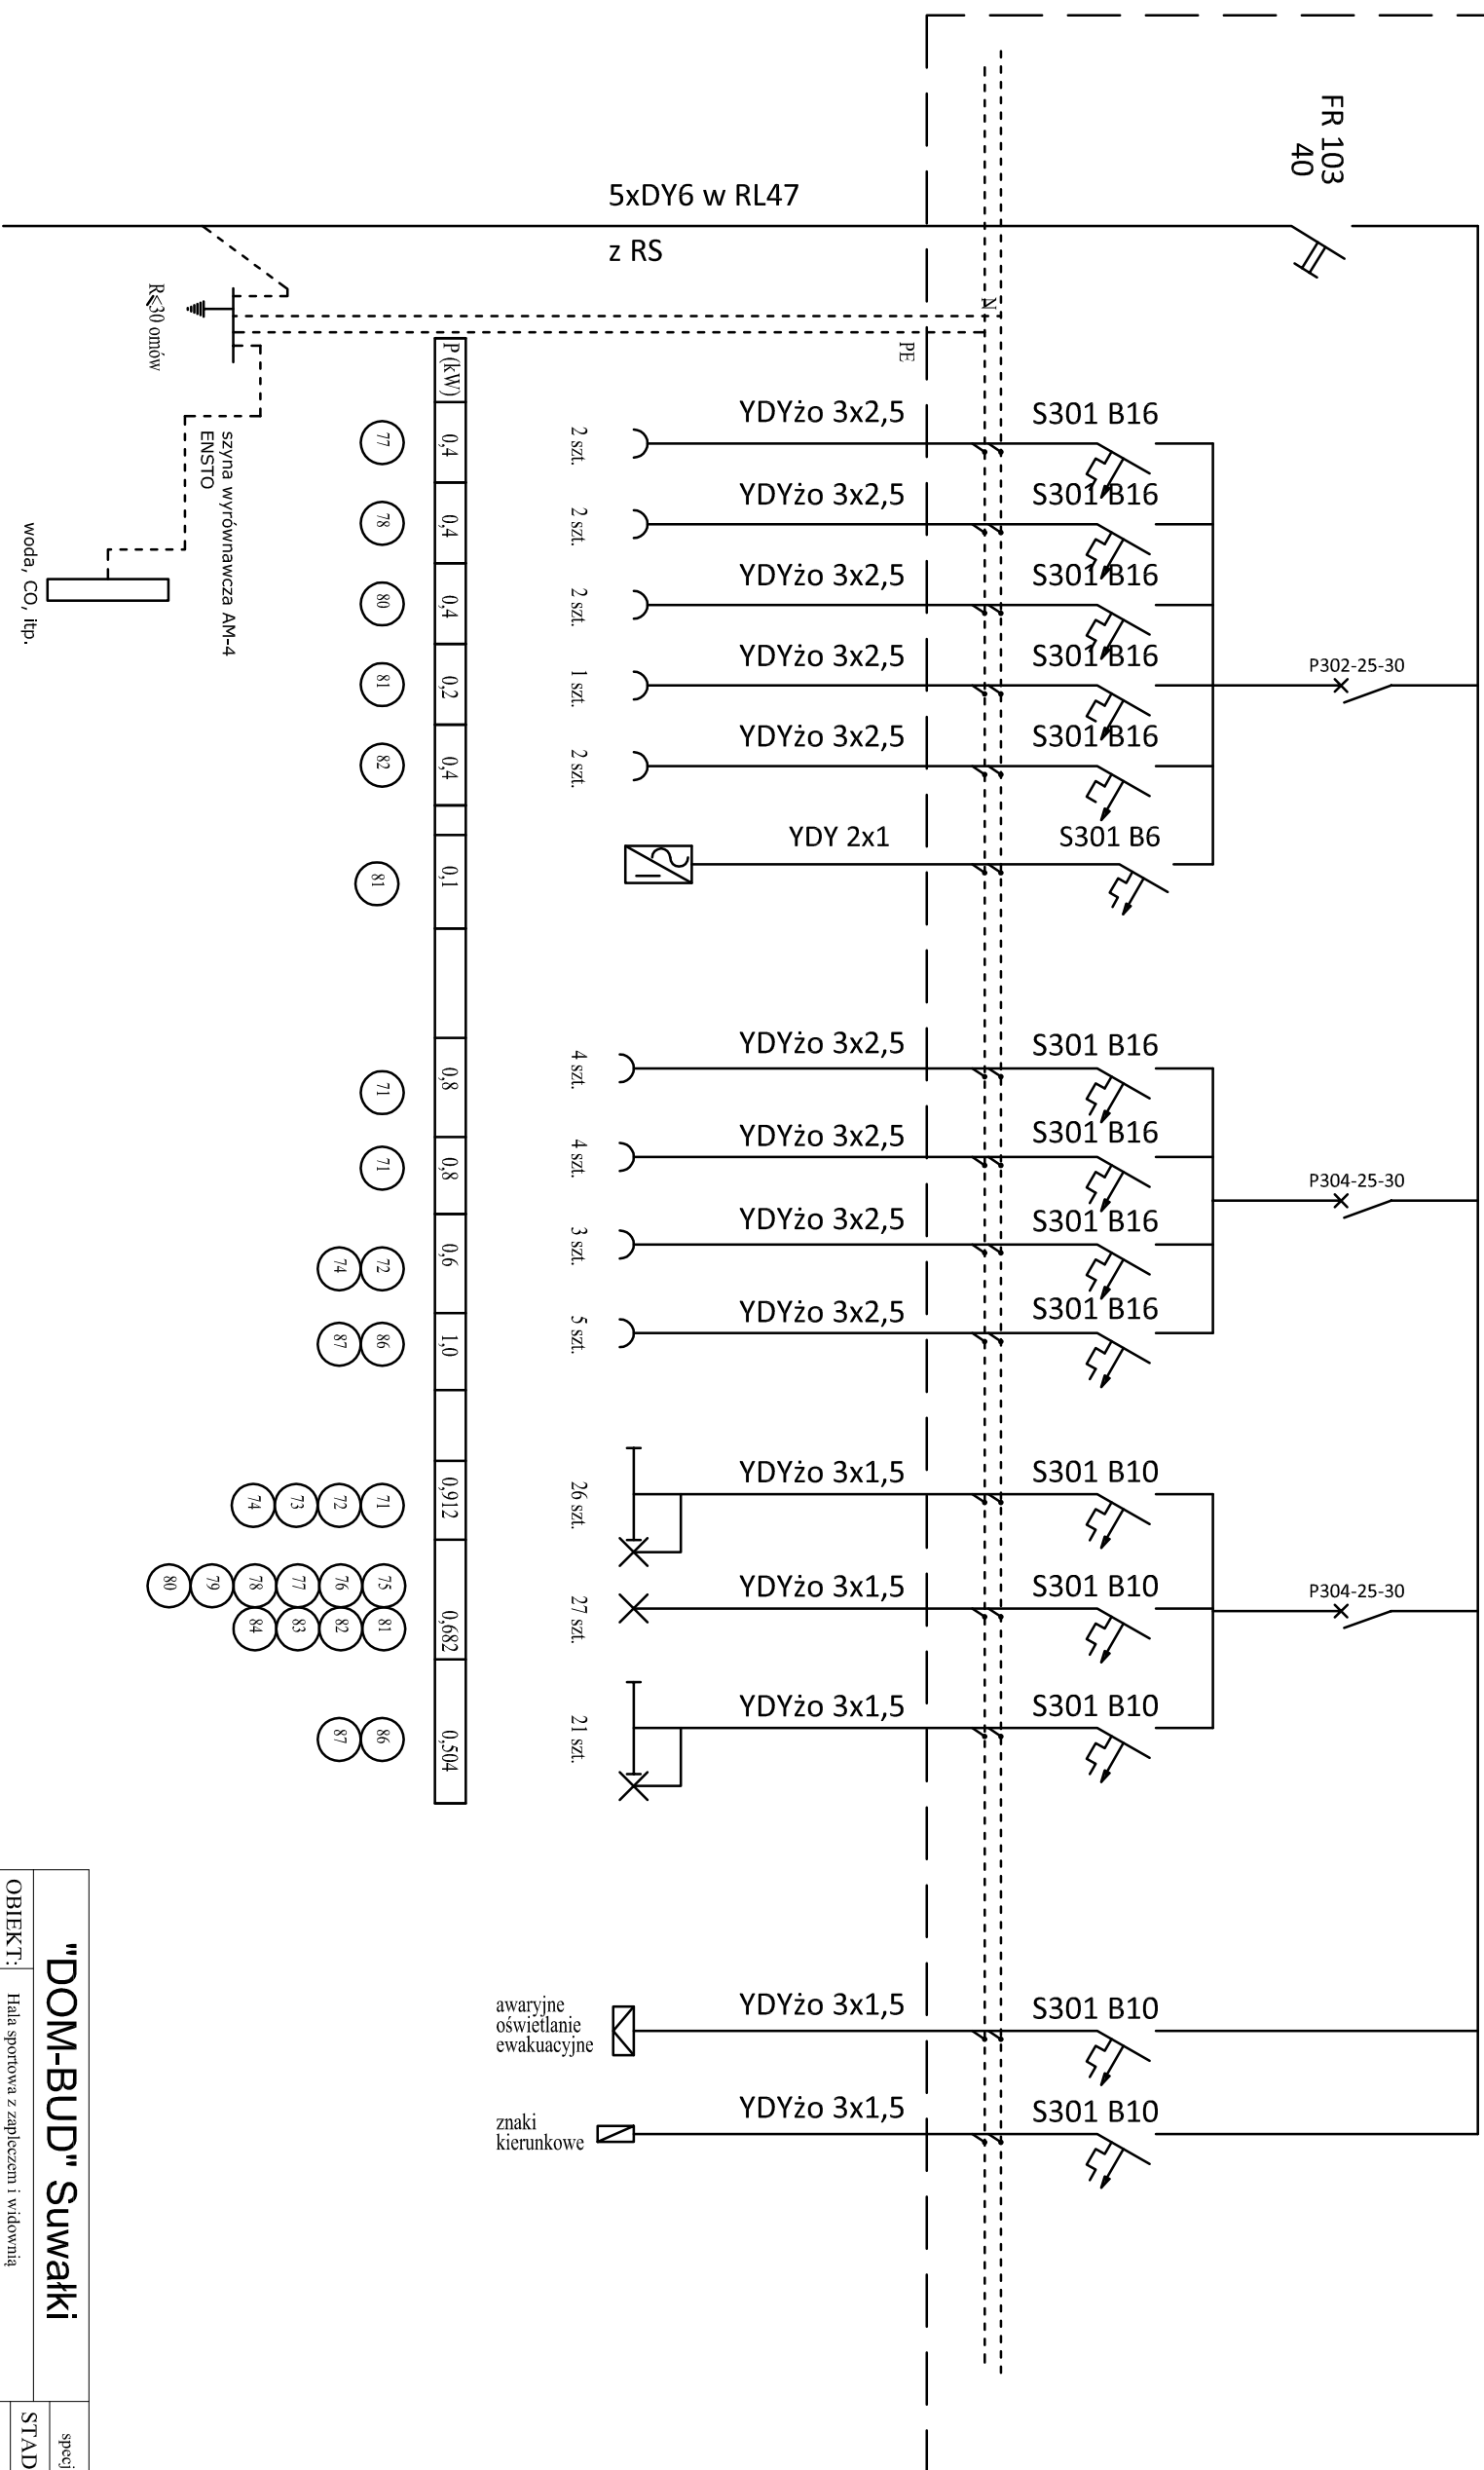 FR 103
40
5xDY6 w RL47
z RS
N
PE
R≤30 omów
szyna wyrównawcza AM-4
ENSTO
woda, CO, itp.
P302-25-30
P304-25-30
P304-25-30
S301 B16
S301 B16
S301 B16
S301 B16
S301 B16
S301 B6
S301 B16
S301 B16
S301 B16
S301 B16
S301 B10
S301 B10
S301 B10
S301 B10
S301 B10
YDYżo 3x2,5
YDYżo 3x2,5
YDYżo 3x2,5
YDYżo 3x2,5
YDYżo 3x2,5
YDY 2x1
YDYżo 3x2,5
YDYżo 3x2,5
YDYżo 3x2,5
YDYżo 3x2,5
YDYżo 3x1,5
YDYżo 3x1,5
YDYżo 3x1,5
YDYżo 3x1,5
YDYżo 3x1,5
2 szt.
2 szt.
2 szt.
1 szt.
2 szt.
4 szt.
4 szt.
3 szt.
5 szt.
26 szt.
27 szt.
21 szt.
awaryjne
oświetlanie
ewakuacyjne
znaki
kierunkowe
P (kW)
0,4
0,4
0,4
0,2
0,4
0,1
0,8
0,8
0,6
1,0
0,912
0,682
0,504
77
78
80
81
82
81
71
71
72
74
86
87
71
72
73
74
75
76
77
78
79
80
81
82
83
84
86
87
"DOM-BUD" Suwałki
OBIEKT:
Hala sportowa z zapleczem i widownią
specj
STAD